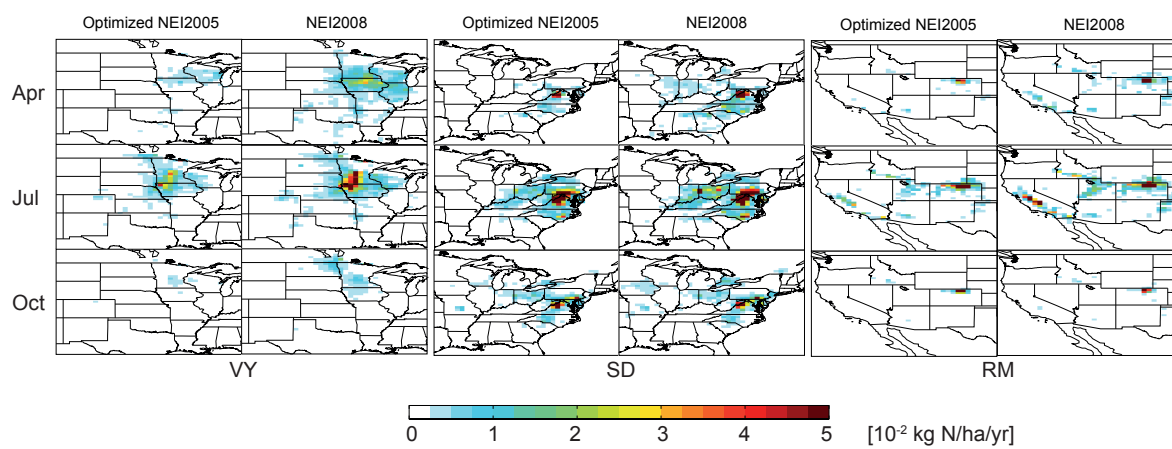 Optimized NEI2005 NEI2008 Optimized NEI2005 NEI2008 Optimized NEI2005 NEI2008
Apr
Jul
Oct
VY SD RM
0 1 2 3 4 5 [10⁻² kg N/ha/yr]